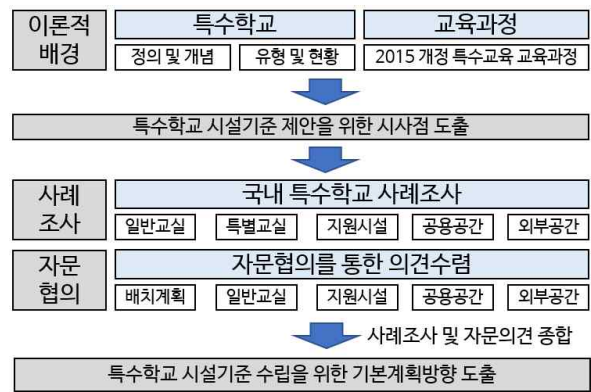 이론적
배경
특수학교
교육과정
정의 및 개념
유형 및 현황
2015 개정 특수교육 교육과정
특수학교 시설기준 제안을 위한 시사점 도출
사례
조사
국내 특수학교 사례조사
일반교실
특별교실
지원시설
공용공간
외부공간
자문
협의
자문협의를 통한 의견수렴
배치계획
일반교실
지원시설
공용공간
외부공간
사례조사 및 자문의견 종합
특수학교 시설기준 수립을 위한 기본계획방향 도출